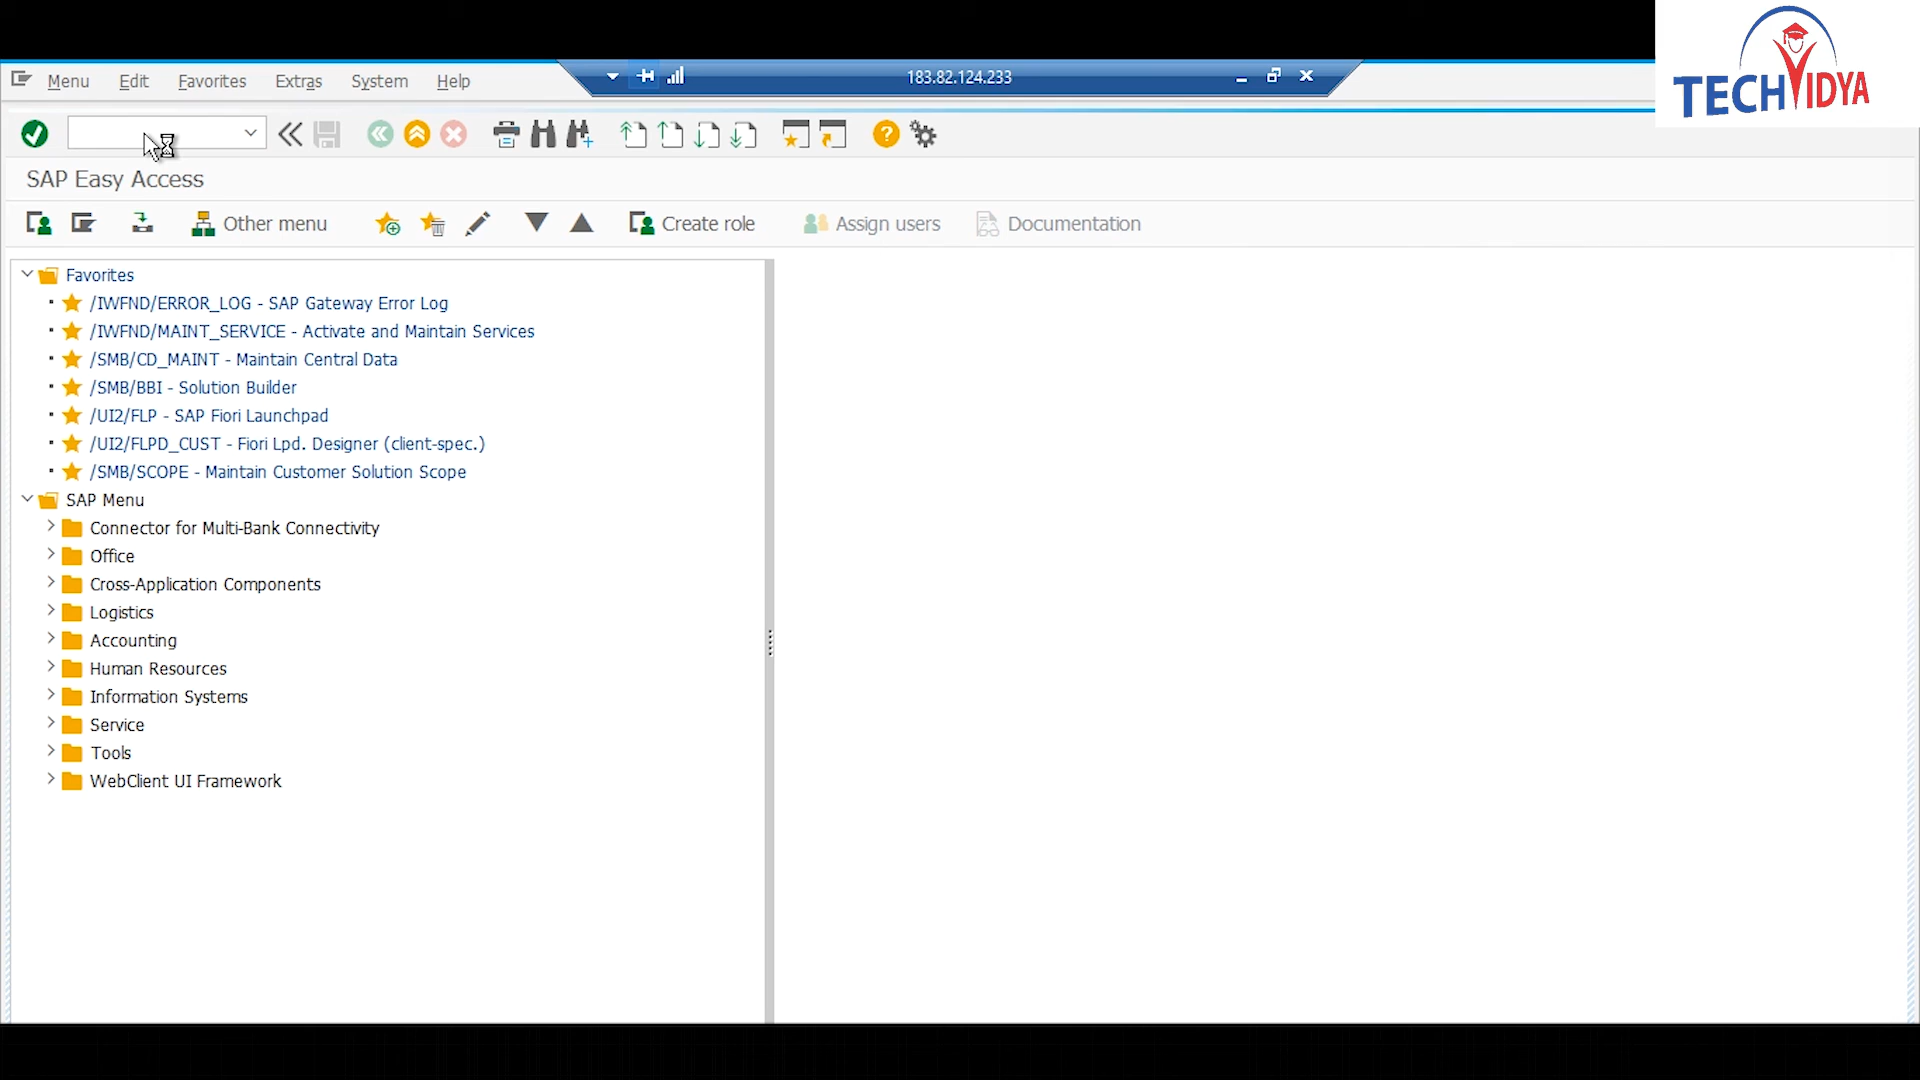 TECHVIDYA
Menu Edit Favorites Extras System Help 183.82.124.233
SAP Easy Access
Other menu Create role Assign users Documentation
Favorites
/IWFND/ERROR_LOG - SAP Gateway Error Log
/IWFND/MAINT_SERVICE - Activate and Maintain Services
/SMB/CD_MAINT - Maintain Central Data
/SMB/BBI - Solution Builder
/UI2/FLP - SAP Fiori Launchpad
/UI2/FLPD_CUST - Fiori Lpd. Designer (client-spec.)
/SMB/SCOPE - Maintain Customer Solution Scope
SAP Menu
Connector for Multi-Bank Connectivity
Office
Cross-Application Components
Logistics
Accounting
Human Resources
Information Systems
Service
Tools
WebClient UI Framework